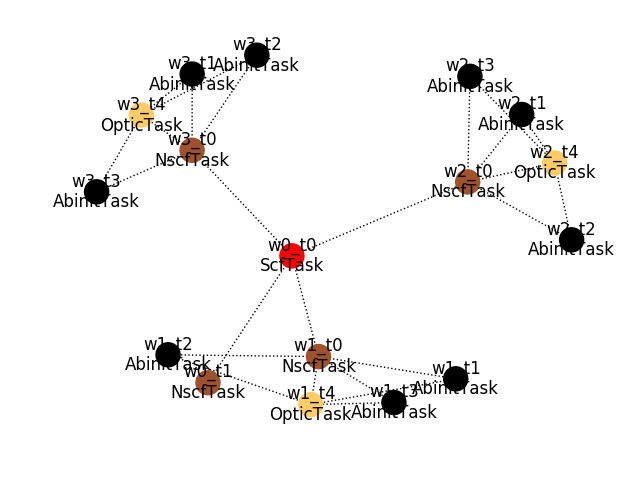 w3_t2
AbinitTask
w3_t1
AbinitTask
w2_t3
AbinitTask
w3_t4
OpticTask
w2_t1
AbinitTask
w3_t0
NscfTask
w2_t4
OpticTask
w2_t0
NscfTask
w3_t3
AbinitTask
w2_t2
AbinitTask
w0_t0
ScfTask
w1_t2
AbinitTask
w1_t0
NscfTask
w0_t1
NscfTask
w1_t1
AbinitTask
w1_t4
OpticTask
w1_t3
AbinitTask